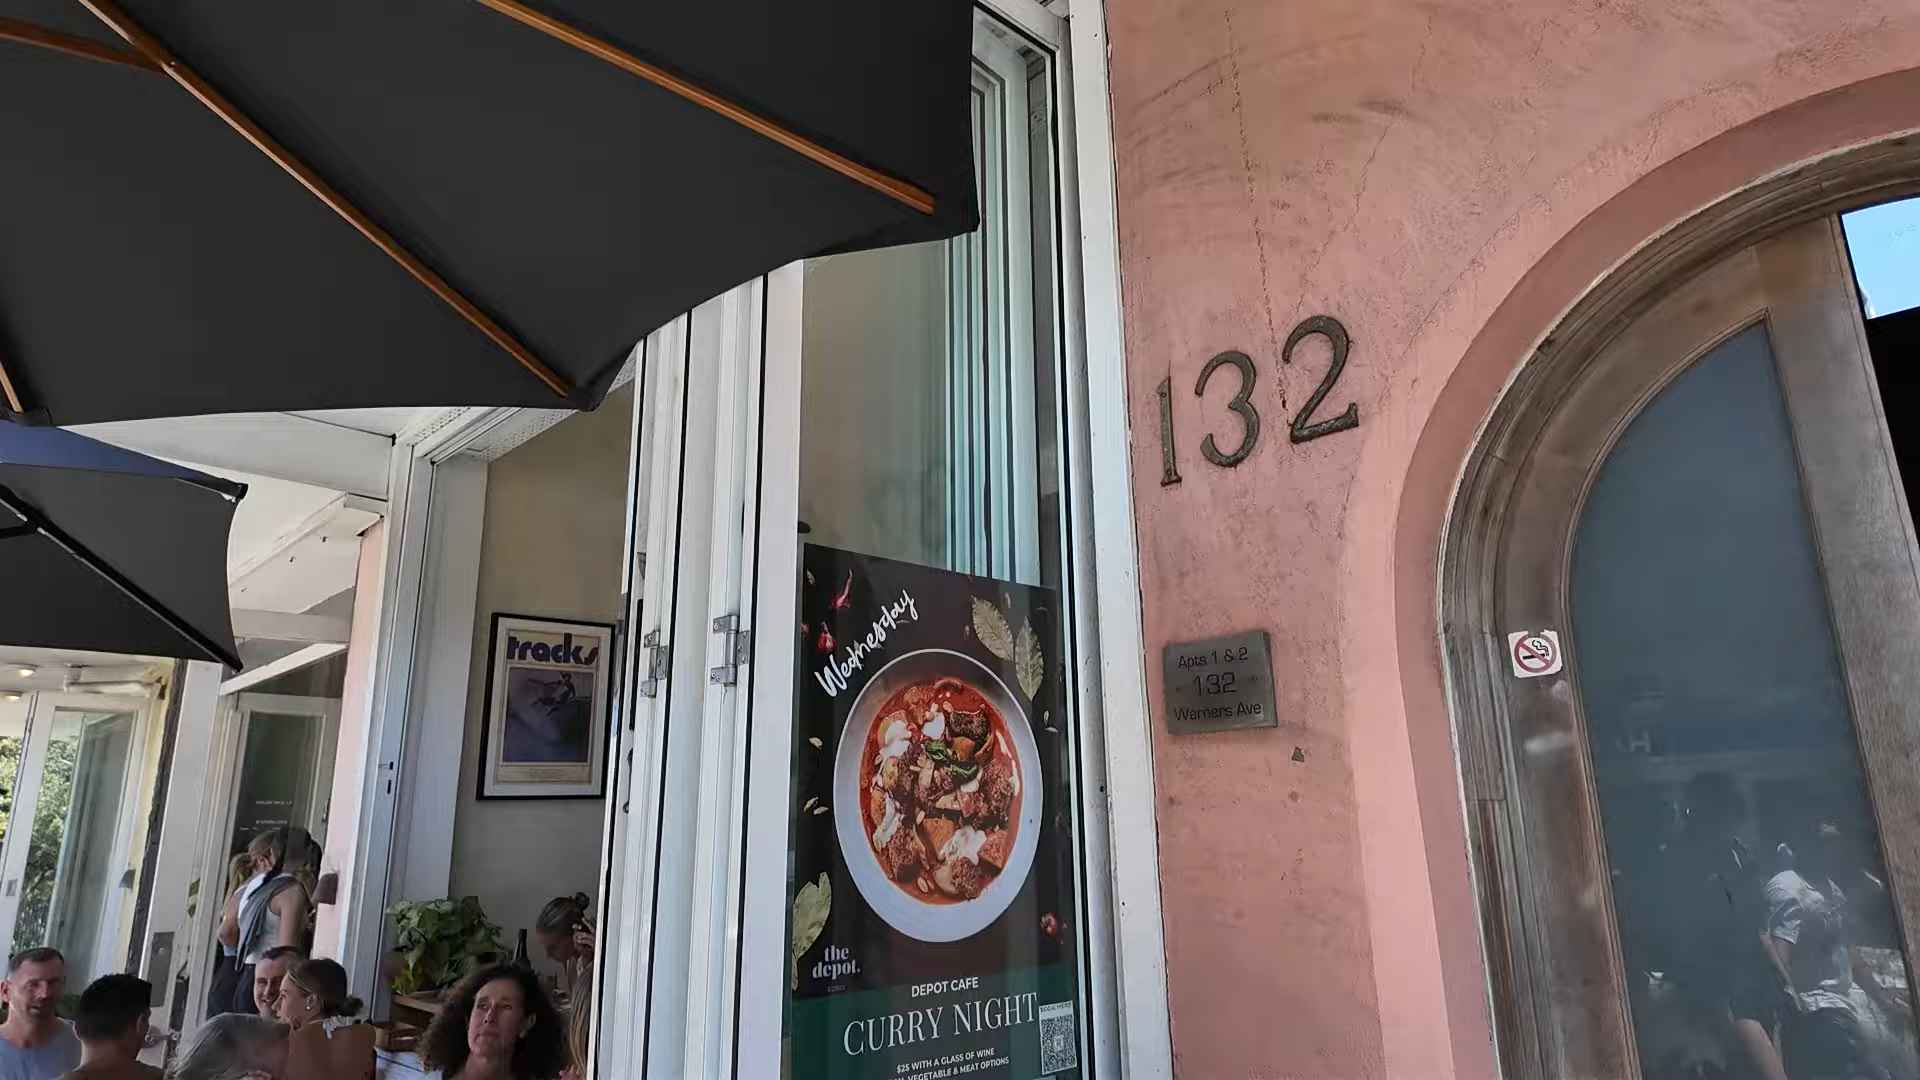 tracks
Wednesday
the
depot.
BONDI
DEPOT CAFE
CURRY NIGHT
$25 WITH A GLASS OF WINE
VEGETABLE & MEAT OPTIONS
132
Apts 1 & 2
132
Warners Ave